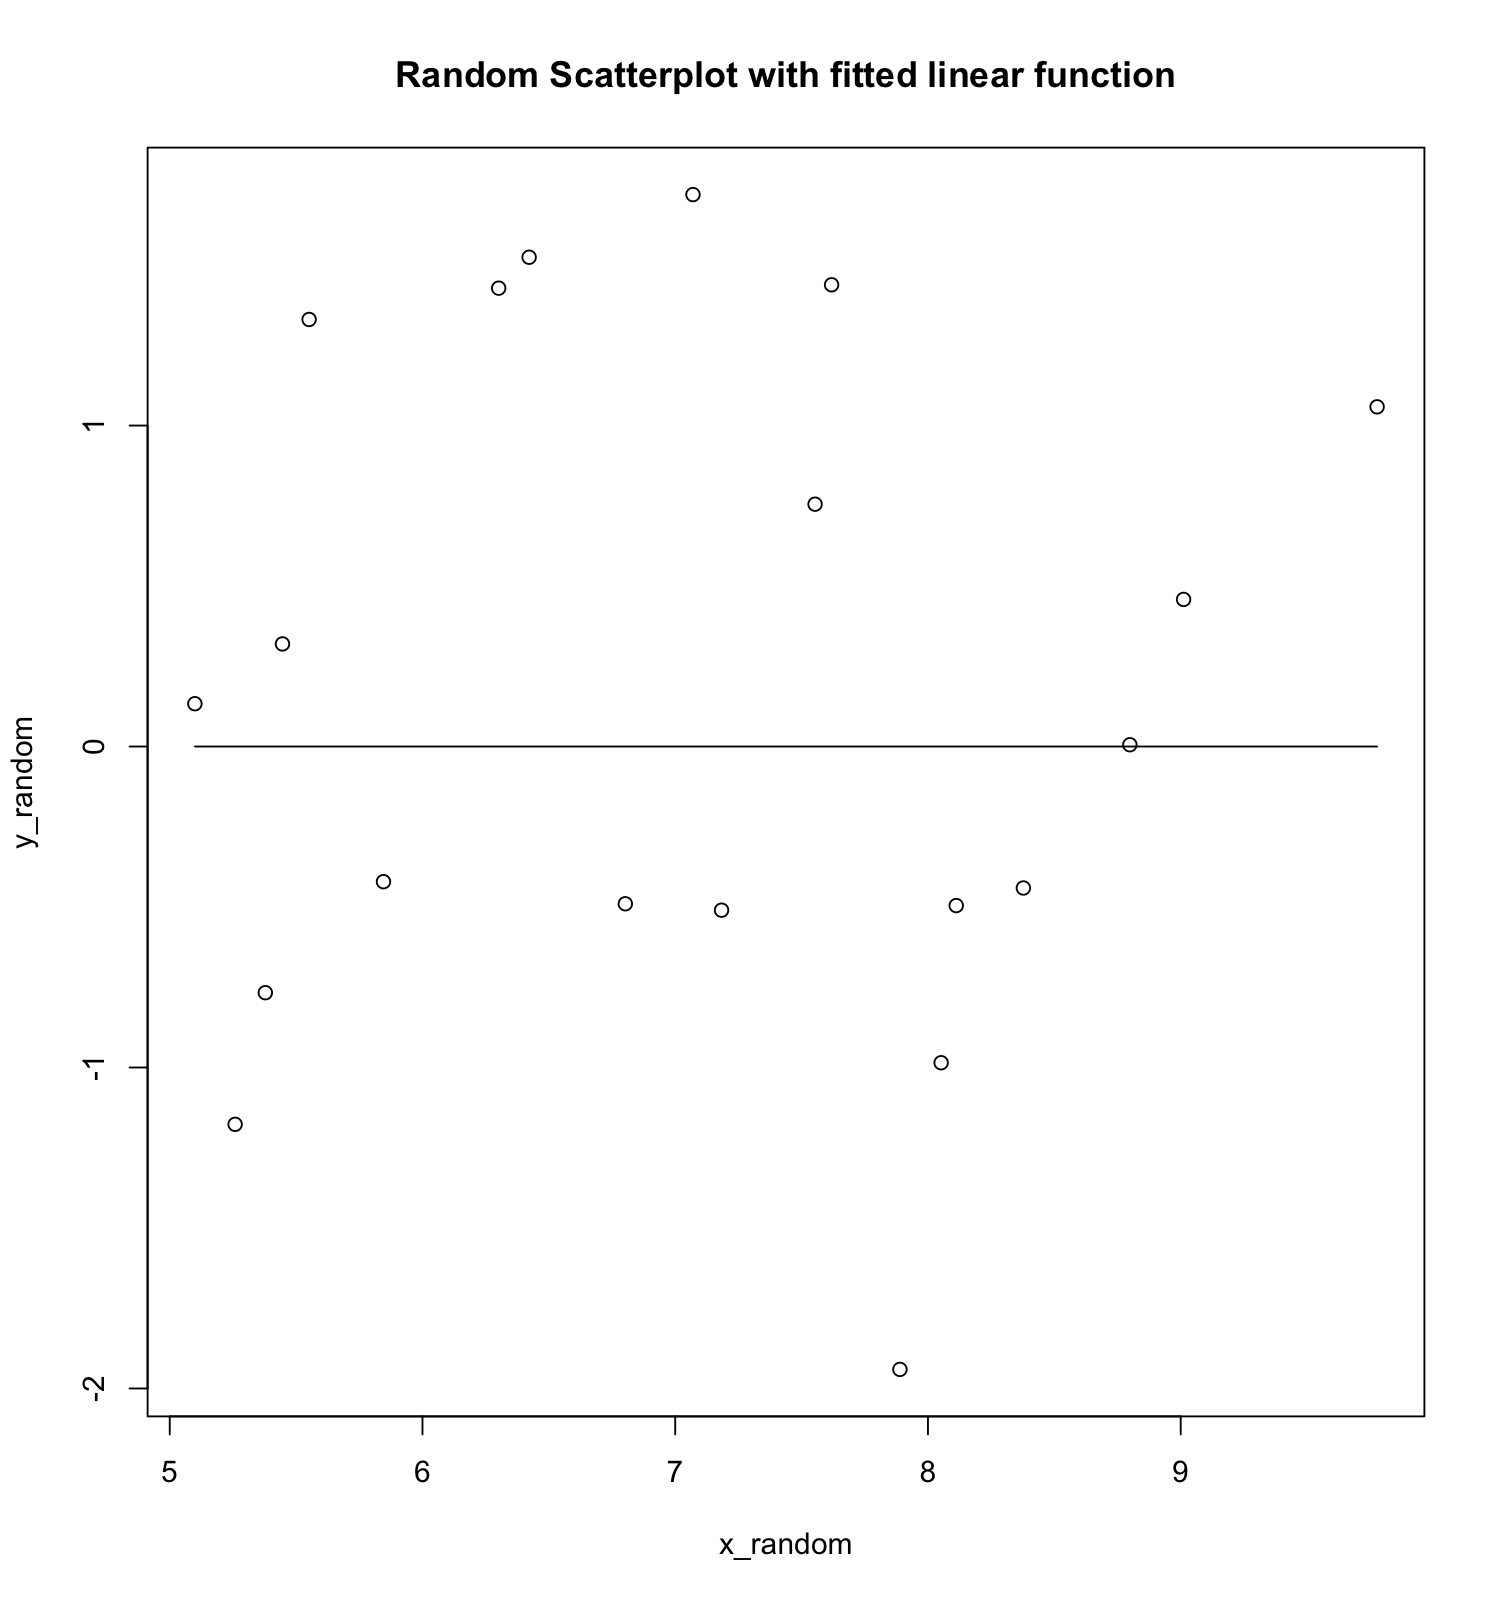 Random Scatterplot with fitted linear function
y_random
1
0
-1
-2
5 6 7 8 9
x_random